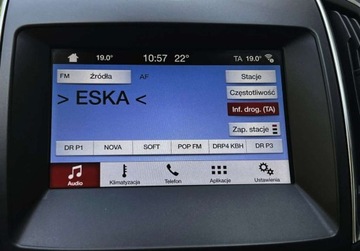 19.0° 10:57 22° TA 19.0°
FM Źródła AF Stacje
> ESKA < Częstotliwość
Inf. drog. (TA)
Zap. stacje
DR P1 NOVA SOFT POP FM DRP4 KBH DR P3
Audio Klimatyzacja Telefon Aplikacje Ustawienia